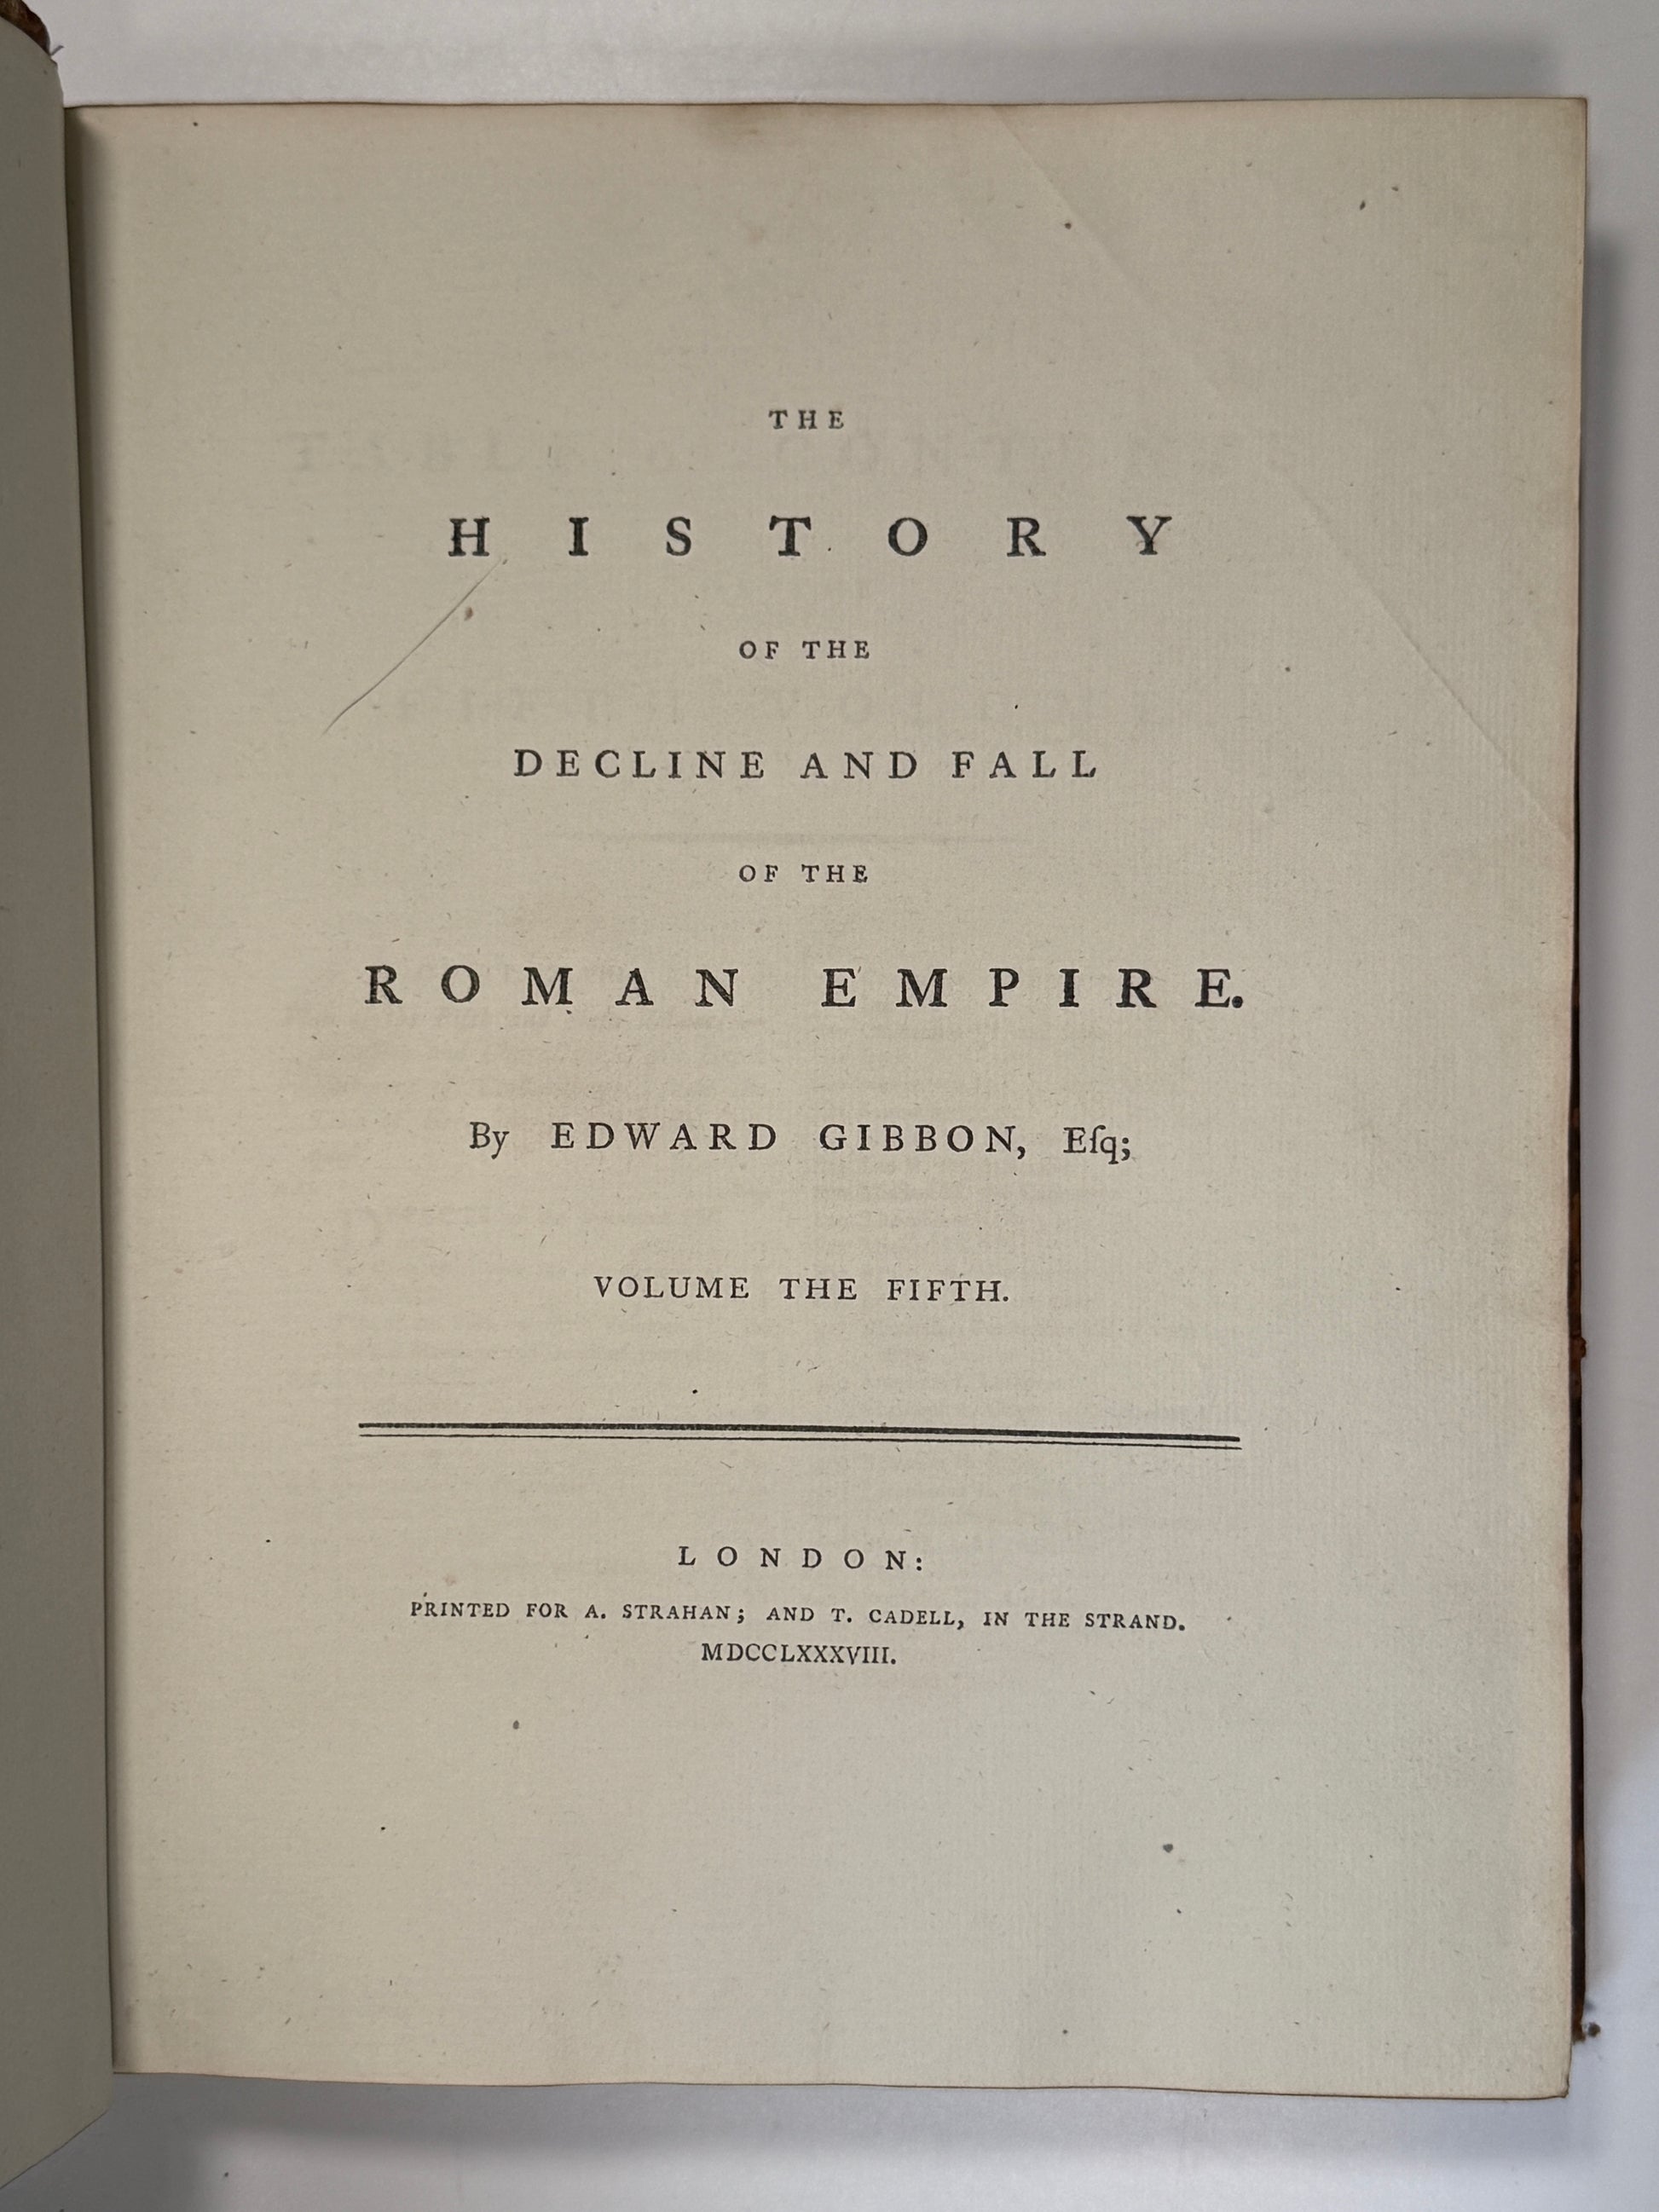 THE
HISTORY
OF THE
DECLINE AND FALL
OF THE
ROMAN EMPIRE.
By EDWARD GIBBON, Eſq;
VOLUME THE FIFTH.
LONDON:
PRINTED FOR A. STRAHAN; AND T. CADELL, IN THE STRAND.
MDCCLXXXVIII.